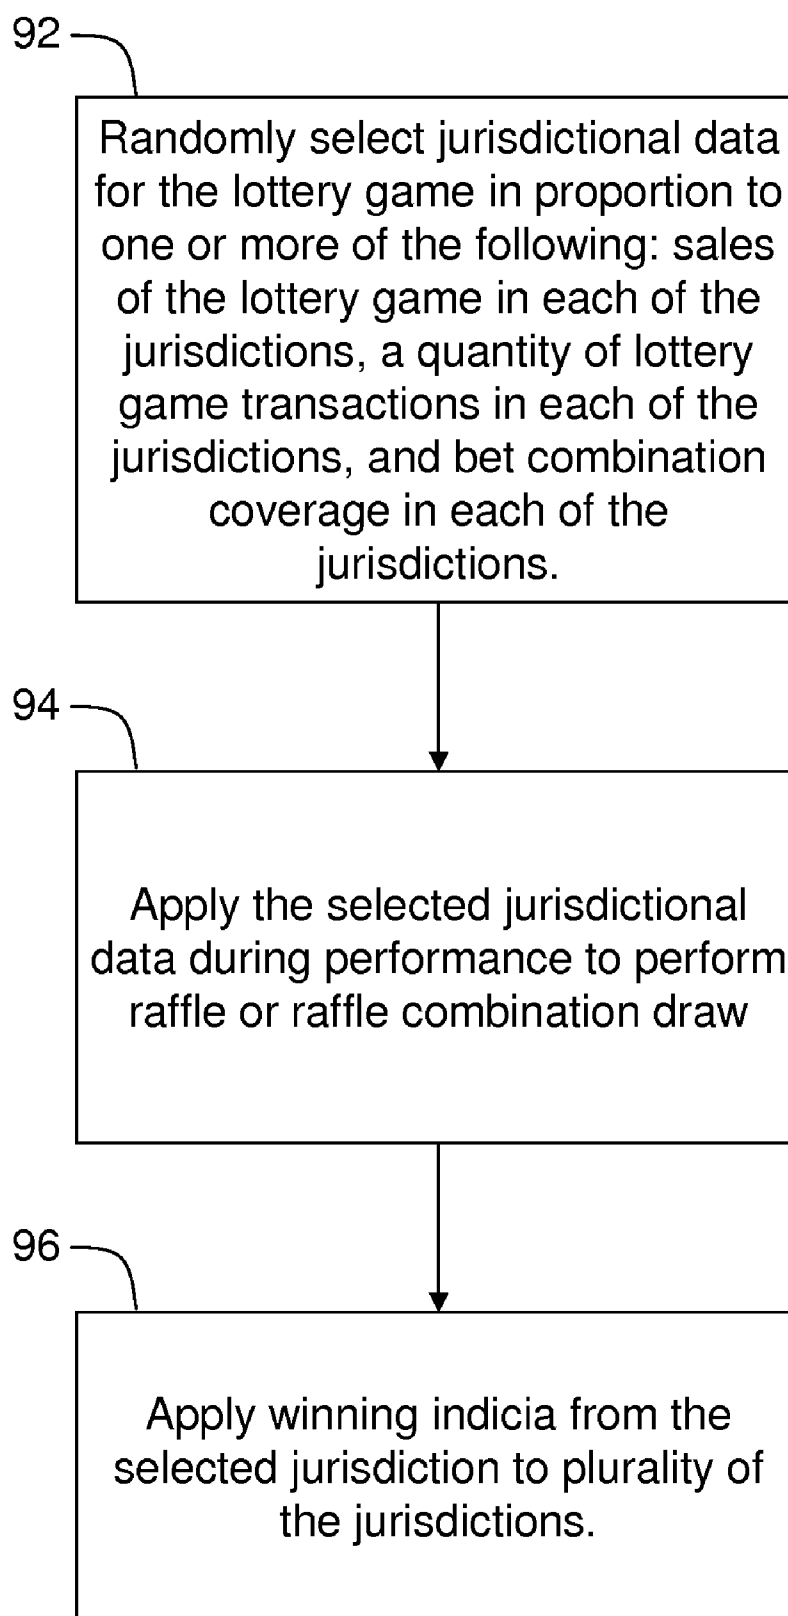 92
Randomly select jurisdictional data
for the lottery game in proportion to
one or more of the following: sales
of the lottery game in each of the
jurisdictions, a quantity of lottery
game transactions in each of the
jurisdictions, and bet combination
coverage in each of the
jurisdictions.
94
Apply the selected jurisdictional
data during performance to perform
raffle or raffle combination draw
96
Apply winning indicia from the
selected jurisdiction to plurality of
the jurisdictions.